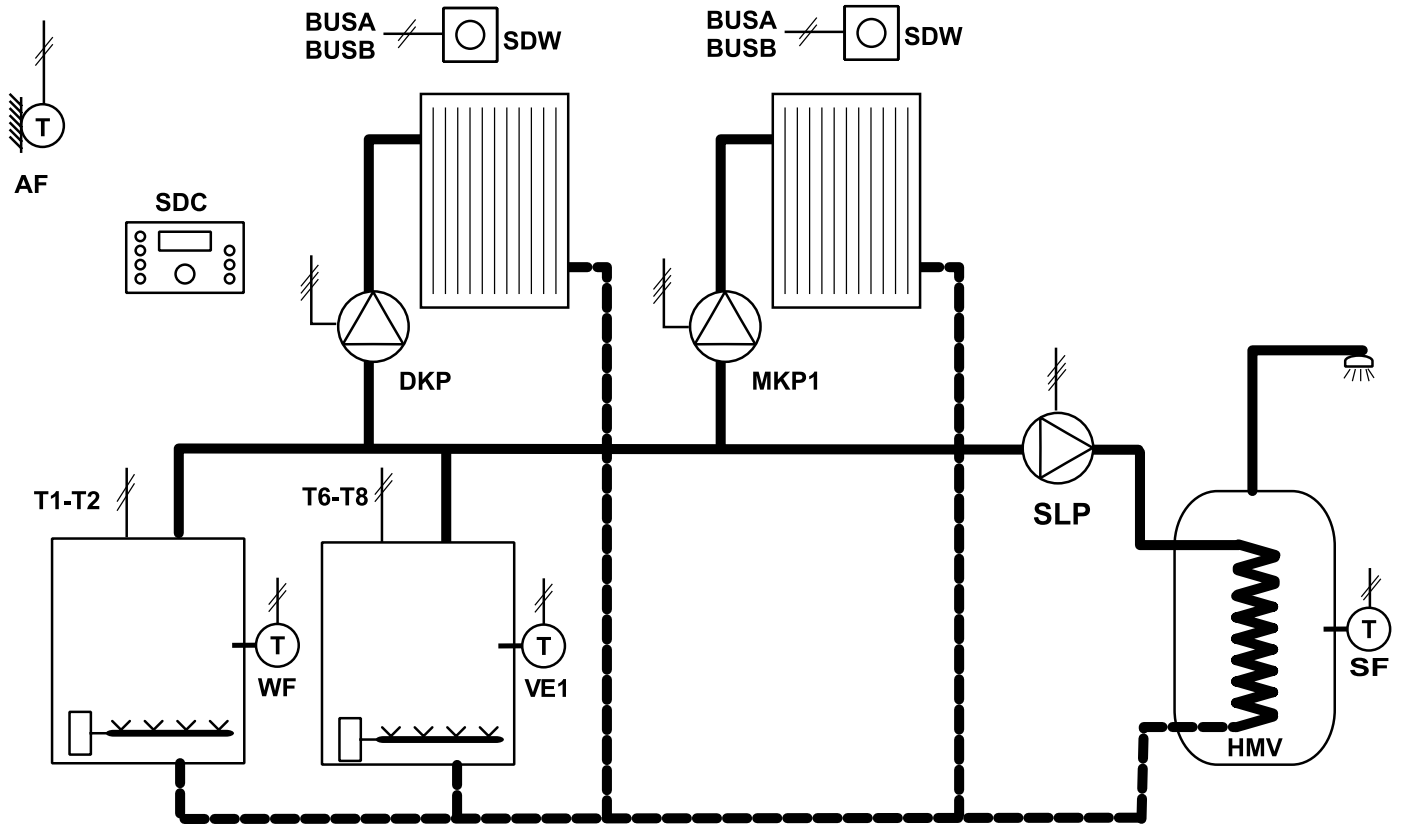 BUSA
BUSB
SDW
BUSA
BUSB
SDW
T
AF
SDC
DKP
MKP1
T1-T2
T6-T8
SLP
T
WF
T
VE1
T
SF
HMV